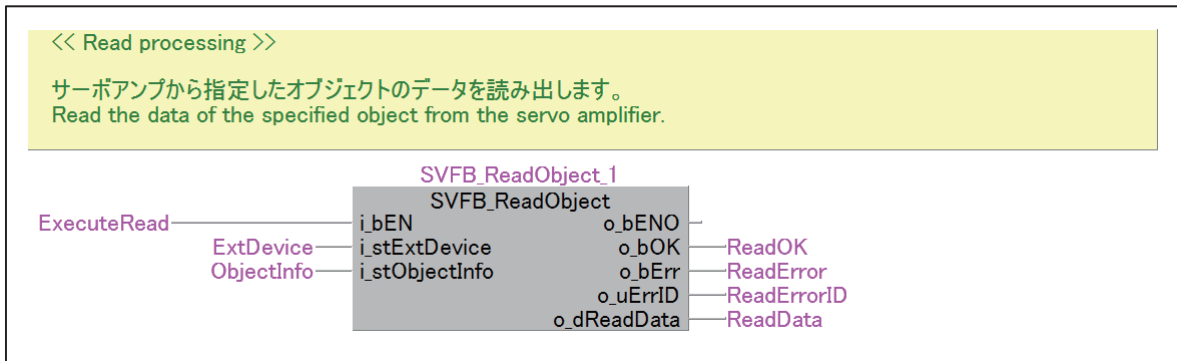 << Read processing >>
サーボアンプから指定したオブジェクトのデータを読み出します。
Read the data of the specified object from the servo amplifier.
SVFB_ReadObject_1
SVFB_ReadObject
ExecuteRead i_bEN o_bENO
ExtDevice i_stExtDevice o_bOK ReadOK
ObjectInfo i_stObjectInfo o_bErr ReadError
o_uErrID ReadErrorID
o_dReadData ReadData